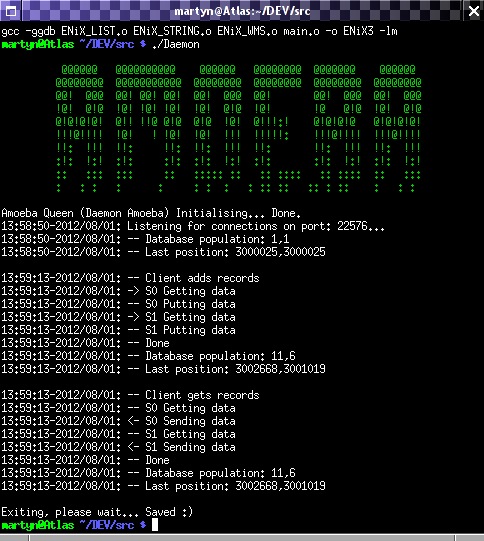 martyn@Atlas:~/DEV/src
gcc -ggdb ENiX_LIST.o ENiX_STRING.o ENiX_WMS.o main.o -o ENiX3 -lm
martyn@Atlas ~/DEV/src $ ./Daemon
AMOEBA
Amoeba Queen (Daemon Amoeba) Initialising... Done.
13:58:50-2012/08/01: Listening for connections on port: 22576...
13:58:50-2012/08/01: -- Database population: 1,1
13:58:50-2012/08/01: -- Last position: 3000025,3000025
13:59:13-2012/08/01: -- Client adds records
13:59:13-2012/08/01: -> S0 Getting data
13:59:13-2012/08/01: -- S0 Putting data
13:59:13-2012/08/01: -> S1 Getting data
13:59:13-2012/08/01: -- S1 Putting data
13:59:13-2012/08/01: -- Done
13:59:13-2012/08/01: -- Database population: 11,6
13:59:13-2012/08/01: -- Last position: 3002668,3001019
13:59:13-2012/08/01: -- Client gets records
13:59:13-2012/08/01: -- S0 Getting data
13:59:13-2012/08/01: <- S0 Sending data
13:59:13-2012/08/01: -- S1 Getting data
13:59:13-2012/08/01: <- S1 Sending data
13:59:13-2012/08/01: -- Done
13:59:13-2012/08/01: -- Database population: 11,6
13:59:13-2012/08/01: -- Last position: 3002668,3001019
Exiting, please wait... Saved :)
martyn@Atlas ~/DEV/src $